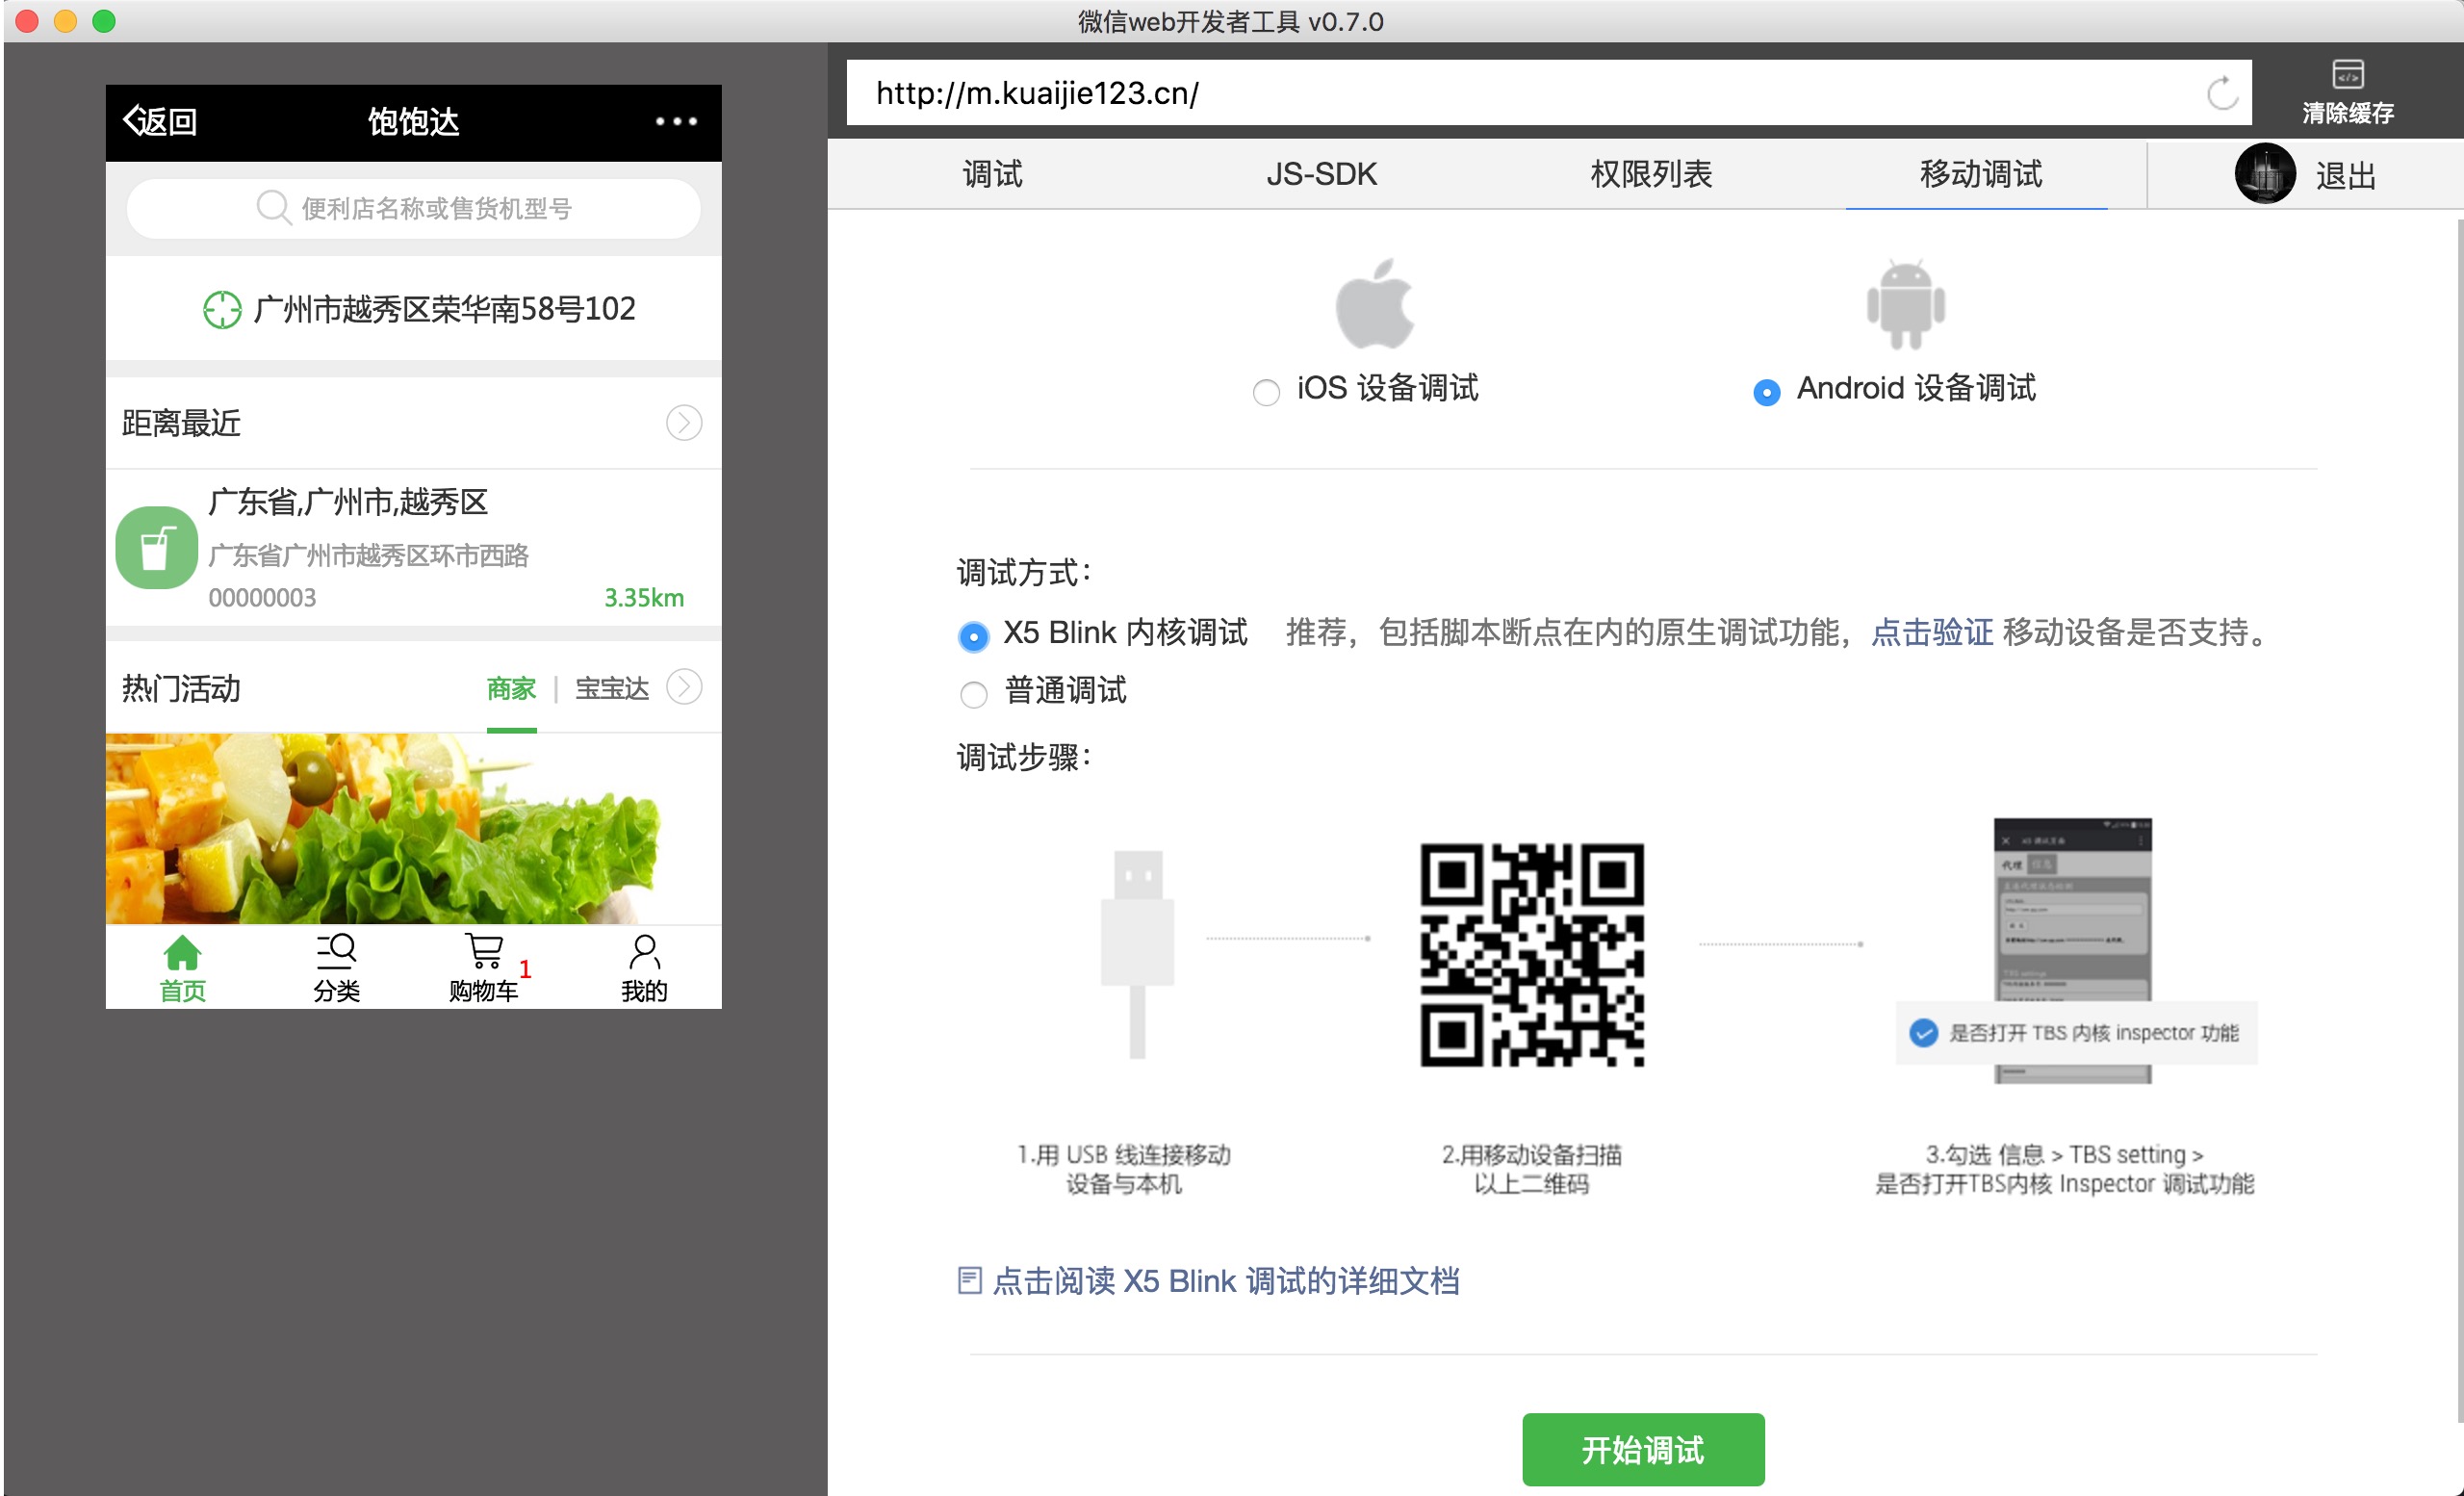 微信web开发者工具 v0.7.0
返回
饱饱达
便利店名称或售货机型号
广州市越秀区荣华南58号102
距离最近
广东省,广州市,越秀区
广东省广州市越秀区环市西路
00000003
3.35km
热门活动
商家 | 宝宝达
首页
分类
购物车
1
我的
http://m.kuaijie123.cn/
清除缓存
调试
JS-SDK
权限列表
移动调试
退出
iOS 设备调试
Android 设备调试
调试方式：
X5 Blink 内核调试
推荐，包括脚本断点在内的原生调试功能，点击验证 移动设备是否支持。
普通调试
调试步骤：
代理
信息
TBS settings
是否打开 TBS 内核 inspector 功能
1.用 USB 线连接移动
设备与本机
2.用移动设备扫描
以上二维码
3.勾选 信息 > TBS setting >
是否打开TBS内核 Inspector 调试功能
点击阅读 X5 Blink 调试的详细文档
开始调试